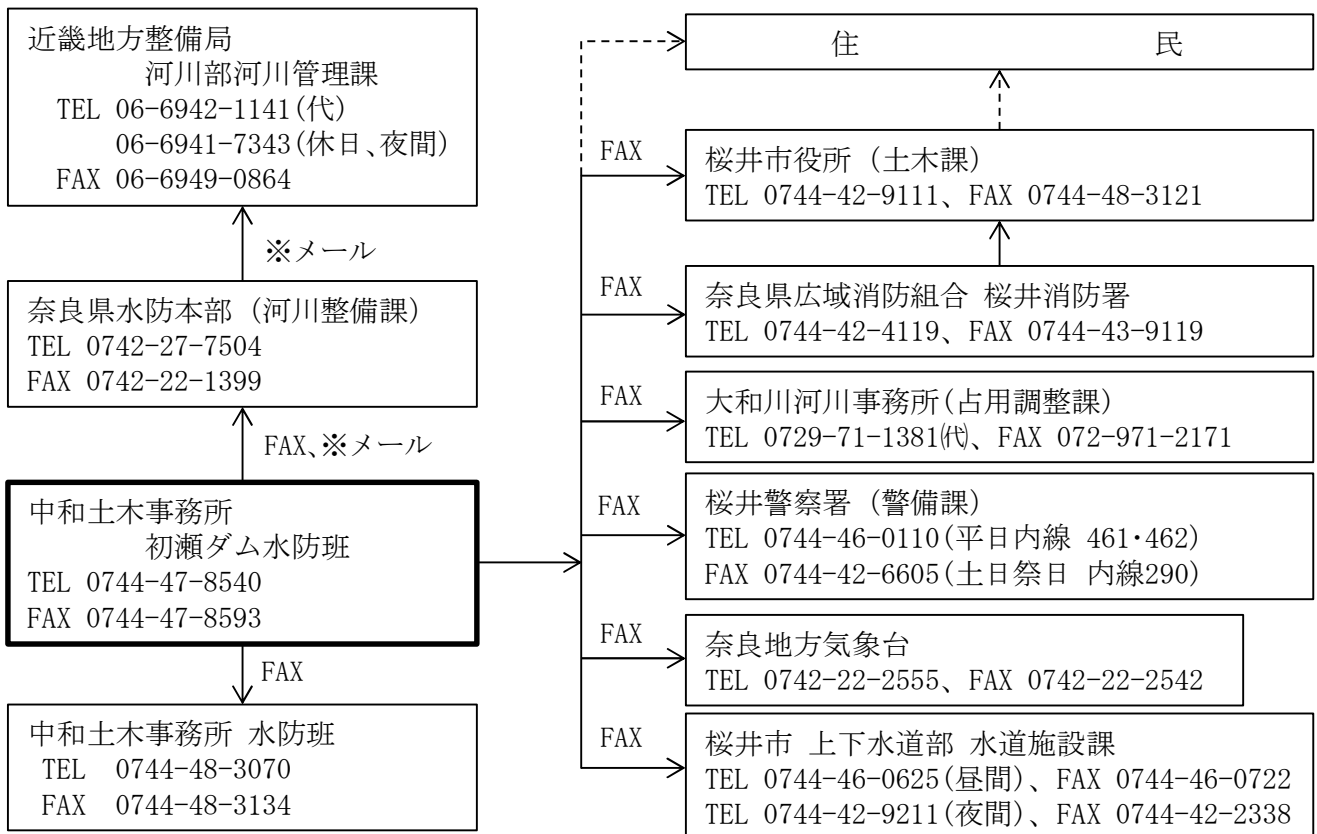 近畿地方整備局
河川部河川管理課
TEL 06-6942-1141(代)
06-6941-7343(休日、夜間)
FAX 06-6949-0864
※メール
奈良県水防本部 (河川整備課)
TEL 0742-27-7504
FAX 0742-22-1399
FAX、※メール
中和土木事務所
初瀬ダム水防班
TEL 0744-47-8540
FAX 0744-47-8593
FAX
中和土木事務所 水防班
TEL 0744-48-3070
FAX 0744-48-3134
住 民
FAX
桜井市役所 (土木課)
TEL 0744-42-9111、FAX 0744-48-3121
FAX
奈良県広域消防組合 桜井消防署
TEL 0744-42-4119、FAX 0744-43-9119
FAX
大和川河川事務所(占用調整課)
TEL 0729-71-1381㈹、FAX 072-971-2171
FAX
桜井警察署 (警備課)
TEL 0744-46-0110(平日内線 461･462)
FAX 0744-42-6605(土日祭日 内線290)
FAX
奈良地方気象台
TEL 0742-22-2555、FAX 0742-22-2542
FAX
桜井市 上下水道部 水道施設課
TEL 0744-46-0625(昼間)、FAX 0744-46-0722
TEL 0744-42-9211(夜間)、FAX 0744-42-2338